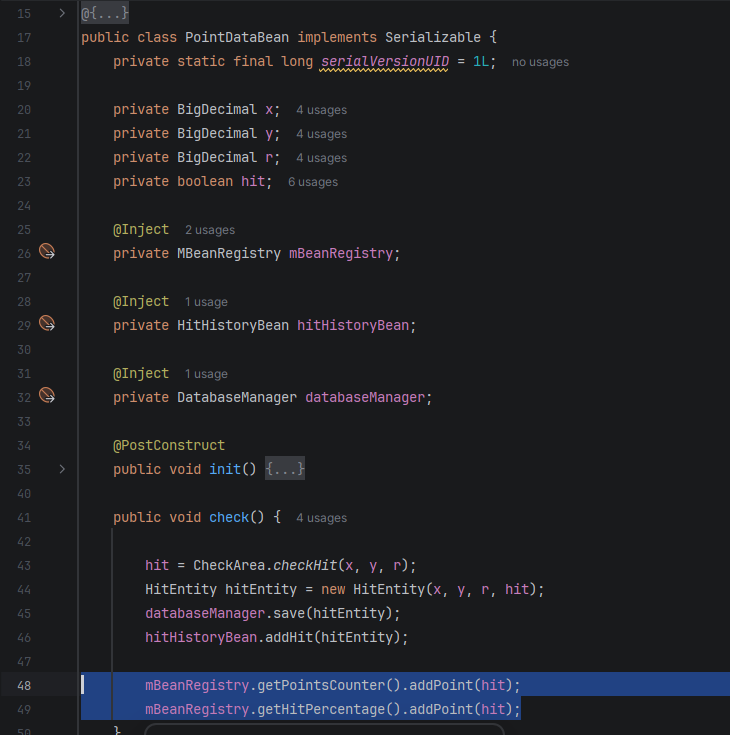 15 @{...}
17 public class PointDataBean implements Serializable {
18 private static final long serialVersionUID = 1L; no usages
19
20 private BigDecimal x; 4 usages
21 private BigDecimal y; 4 usages
22 private BigDecimal r; 4 usages
23 private boolean hit; 6 usages
24
25 @Inject 2 usages
26 private MBeanRegistry mBeanRegistry;
27
28 @Inject 1 usage
29 private HitHistoryBean hitHistoryBean;
30
31 @Inject 1 usage
32 private DatabaseManager databaseManager;
33
34 @PostConstruct
35 public void init() {...}
40
41 public void check() { 4 usages
42
43 hit = CheckArea.checkHit(x, y, r);
44 HitEntity hitEntity = new HitEntity(x, y, r, hit);
45 databaseManager.save(hitEntity);
46 hitHistoryBean.addHit(hitEntity);
47
48 mBeanRegistry.getPointsCounter().addPoint(hit);
49 mBeanRegistry.getHitPercentage().addPoint(hit);
50 }